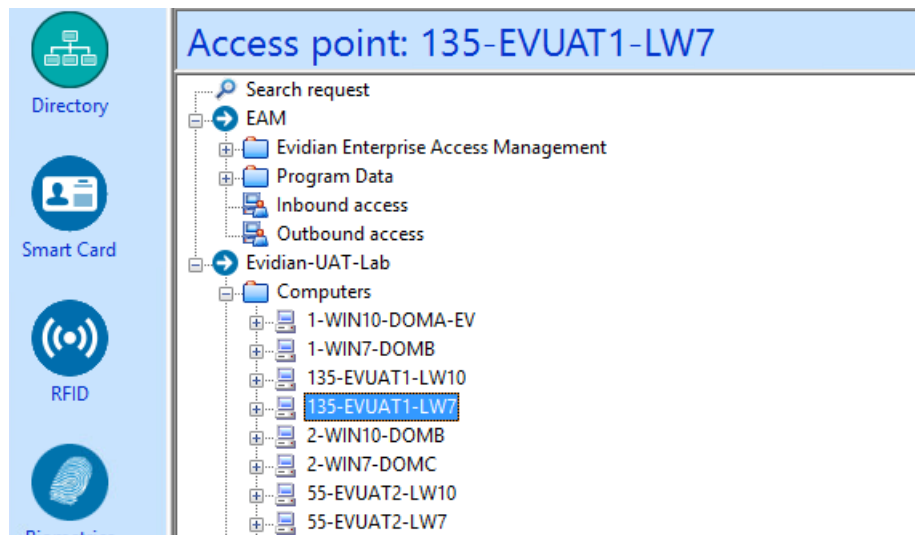 Access point: 135-EVUAT1-LW7
Directory
Smart Card
RFID
Search request
EAM
Evidian Enterprise Access Management
Program Data
Inbound access
Outbound access
Evidian-UAT-Lab
Computers
1-WIN10-DOMA-EV
1-WIN7-DOMB
135-EVUAT1-LW10
135-EVUAT1-LW7
2-WIN10-DOMB
2-WIN7-DOMC
55-EVUAT2-LW10
55-EVUAT2-LW7